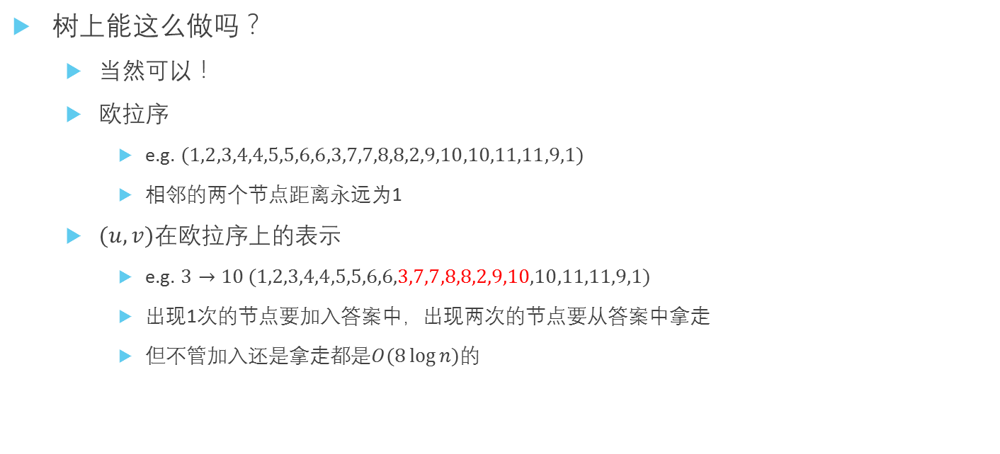 树上能这么做吗？
当然可以！
欧拉序
e.g. (1,2,3,4,4,5,5,6,6,3,7,7,8,8,2,9,10,10,11,11,9,1)
相邻的两个节点距离永远为1
(u, v)在欧拉序上的表示
e.g. 3 → 10 (1,2,3,4,4,5,5,6,6,3,7,7,8,8,2,9,10,10,11,11,9,1)
出现1次的节点要加入答案中，出现两次的节点要从答案中拿走
但不管加入还是拿走都是O(8 log n)的